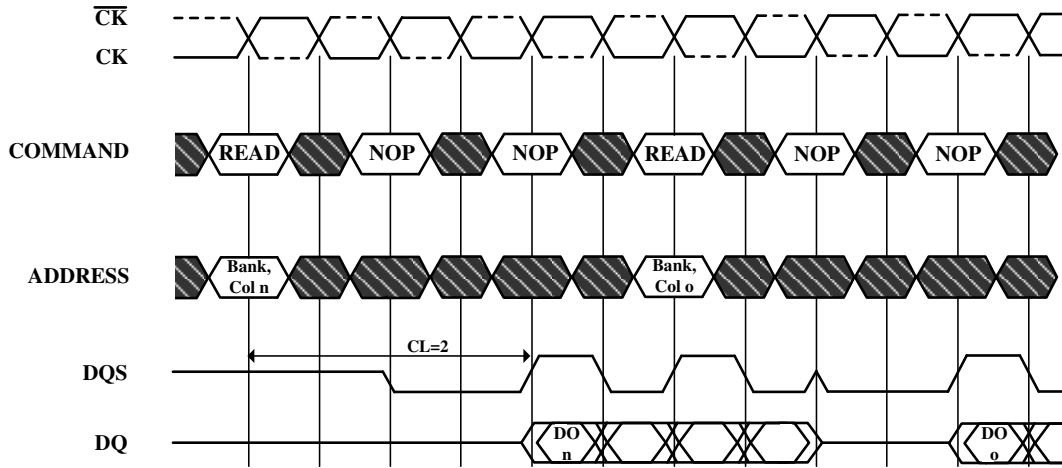 CK
CK
COMMAND READ NOP NOP READ NOP NOP
ADDRESS Bank, Col n Bank, Col o
CL=2
DQS
DQ DO n DO o